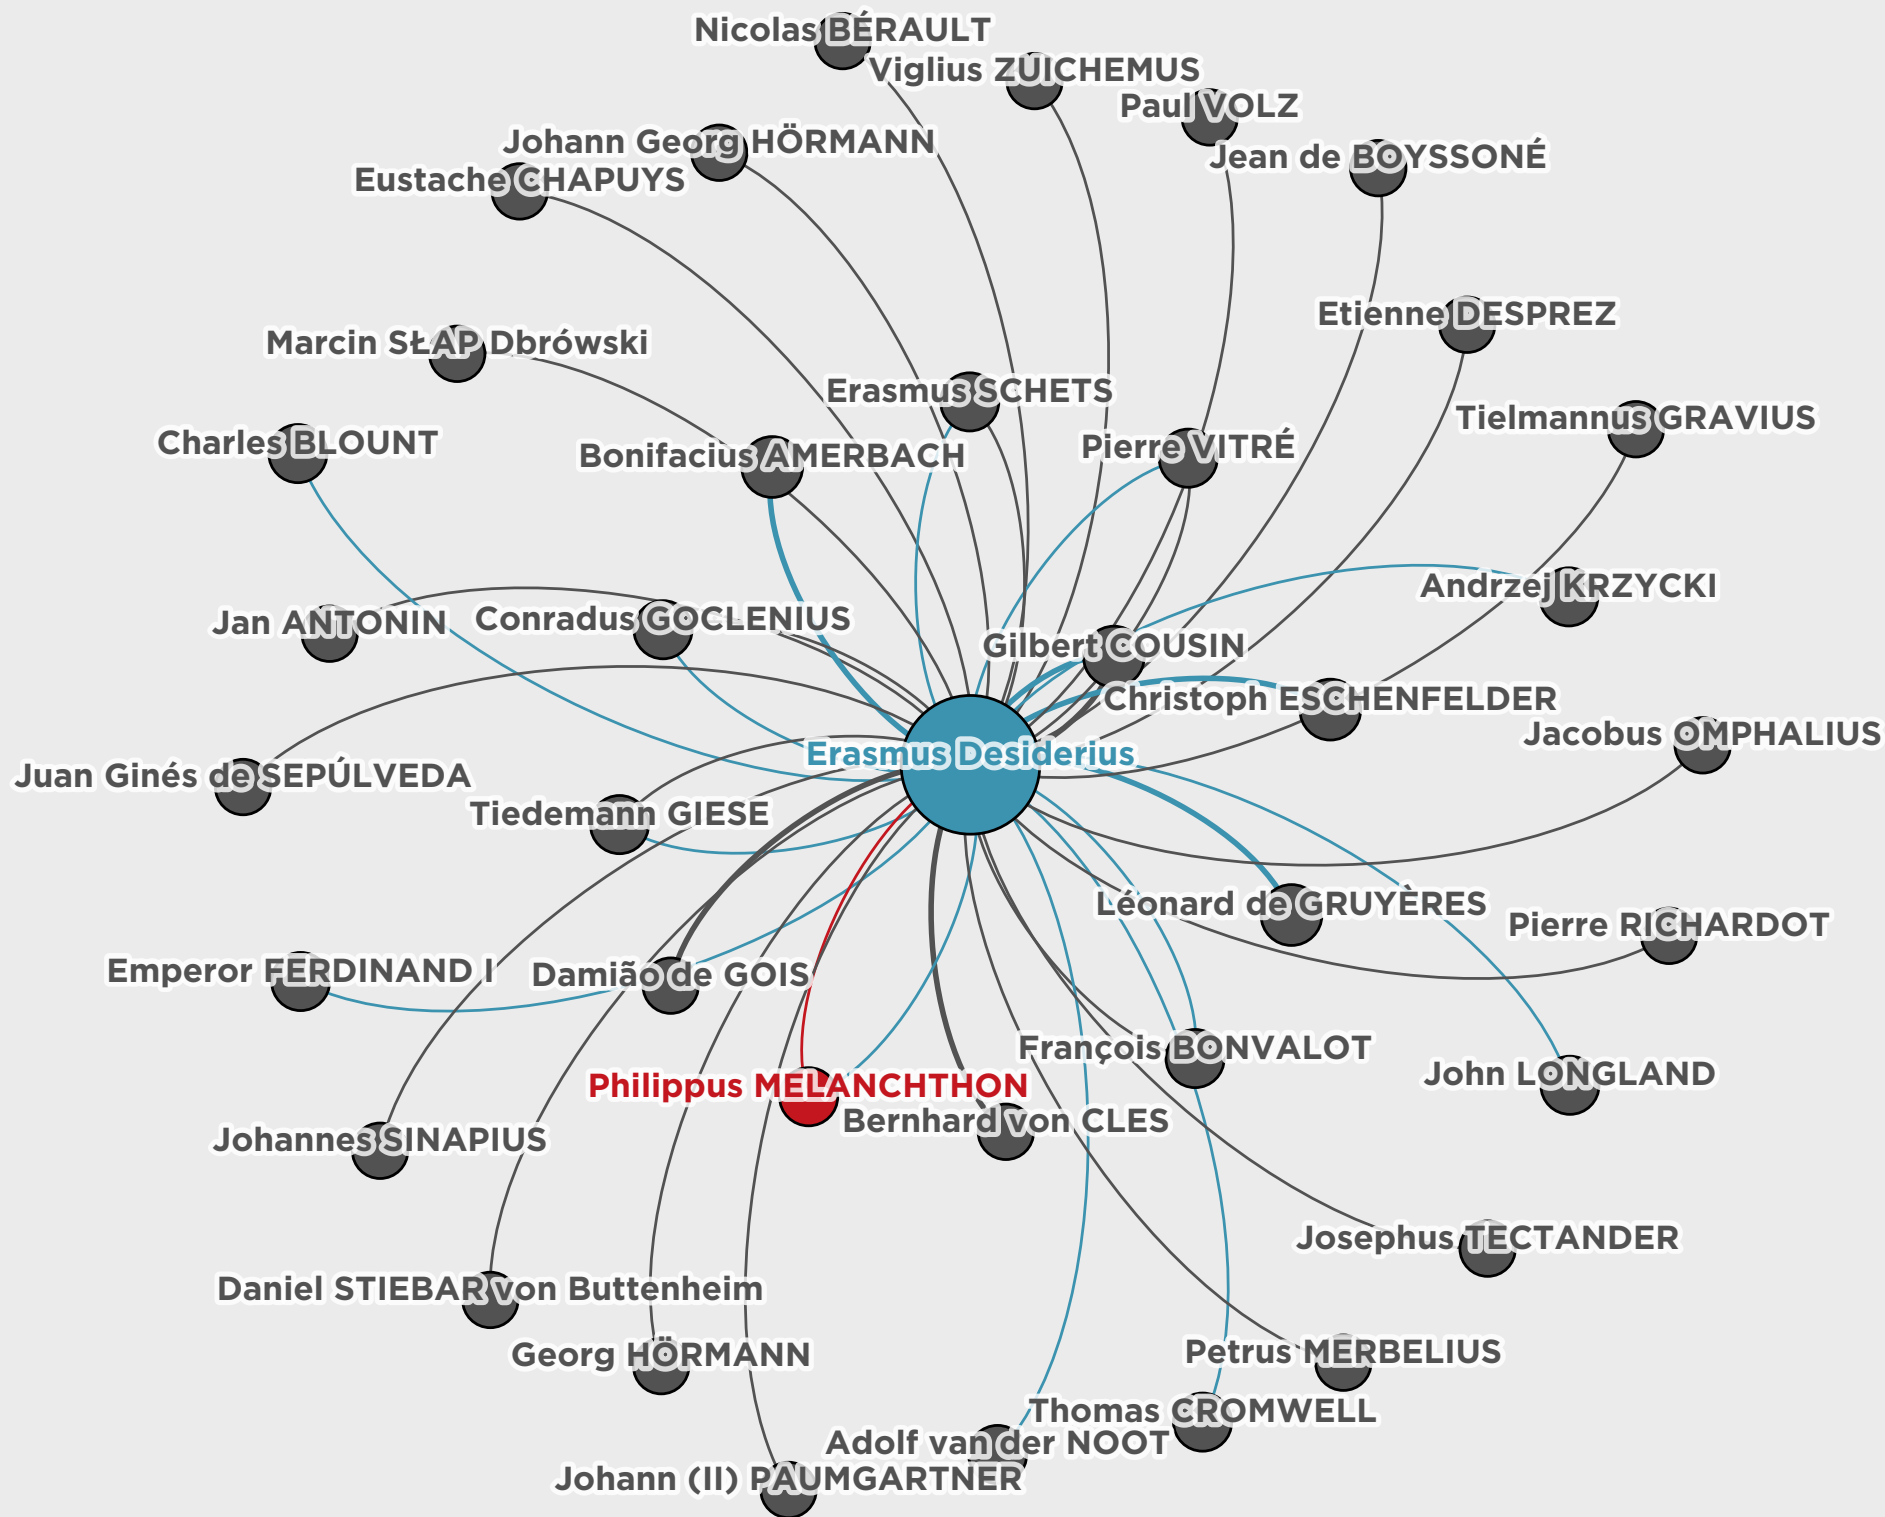 Nicolas BÉRAULT
Viglius ZUICHEMUS
Paul VOLZ
Johann Georg HÖRMANN
Jean de BOYSSONÉ
Eustache CHAPUYS
Etienne DESPREZ
Marcin SŁAP Dbrówski
Erasmus SCHETS
Tielmannus GRAVIUS
Charles BLOUNT
Pierre VITRÉ
Bonifacius AMERBACH
Andrzej KRZYCKI
Jan ANTONIN
Conradus GOCLENIUS
Gilbert COUSIN
Christoph ESCHENFELDER
Jacobus OMPHALIUS
Erasmus Desiderius
Juan Ginés de SEPÚLVEDA
Tiedemann GIESE
Léonard de GRUYÈRES
Pierre RICHARDOT
Emperor FERDINAND I
Damião de GOIS
François BONVALOT
John LONGLAND
Philippus MELANCHTHON
Bernhard von CLES
Johannes SINAPIUS
Josephus TECTANDER
Daniel STIEBAR von Buttenheim
Georg HÖRMANN
Petrus MERBELIUS
Thomas CROMWELL
Adolf van der NOOT
Johann (II) PAUMGARTNER